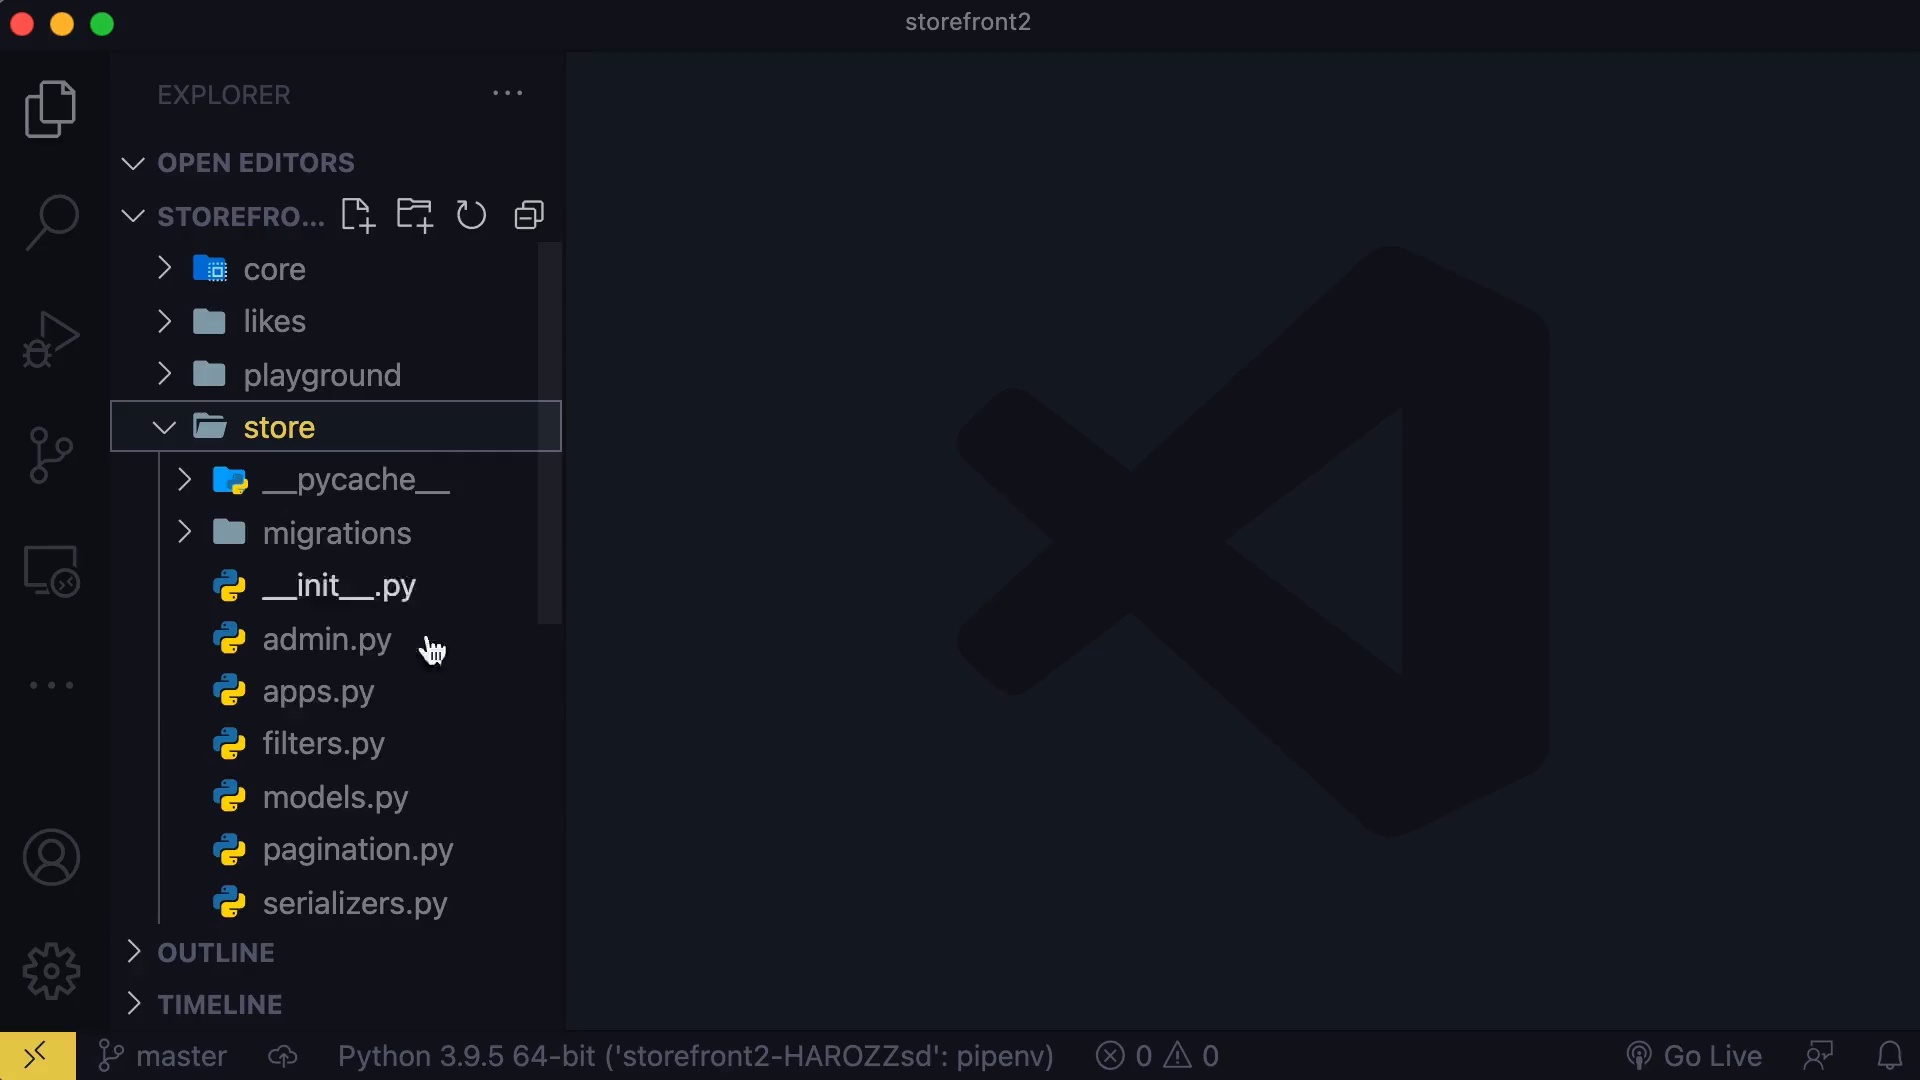 storefront2
EXPLORER
OPEN EDITORS
STOREFRO...
core
likes
playground
store
__pycache__
migrations
__init__.py
admin.py
apps.py
filters.py
models.py
pagination.py
serializers.py
OUTLINE
TIMELINE
master Python 3.9.5 64-bit ('storefront2-HAROZZsd': pipenv) 0 0 Go Live